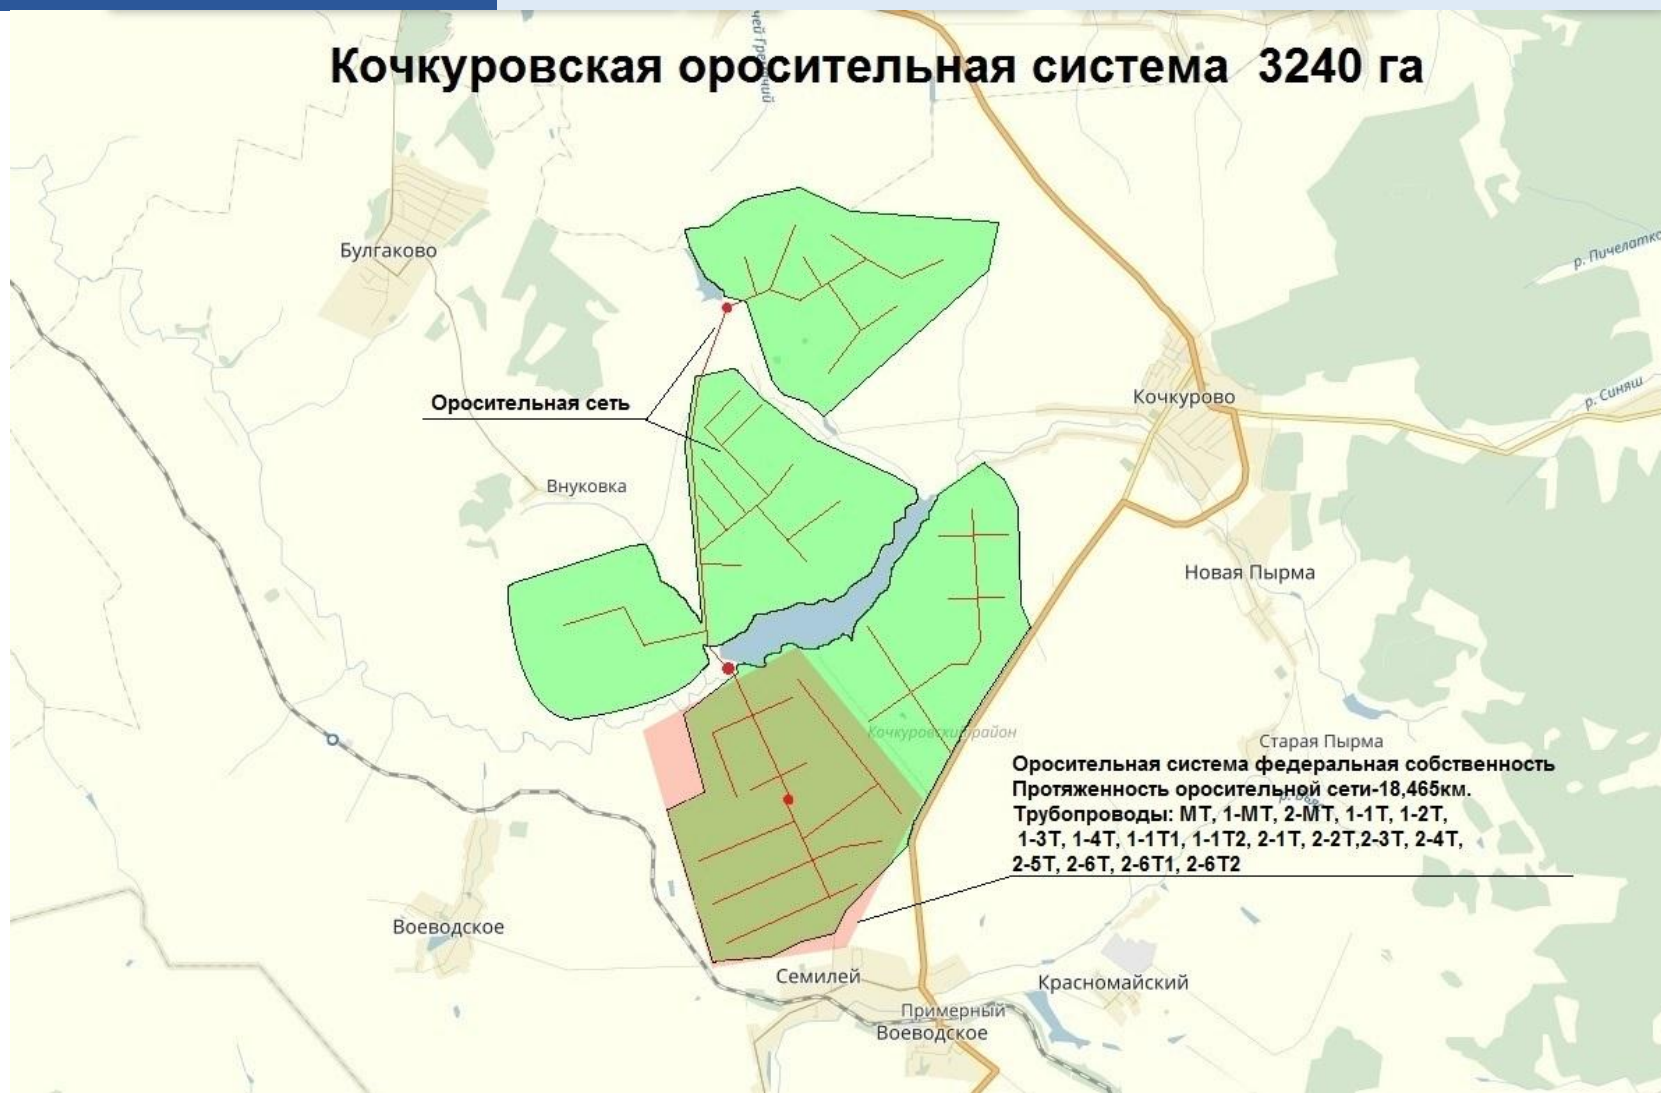 Кочкуровская оросительная система 3240 га
Булгаково
р. Пичелатка
Кочкурово
р. Синяш
Оросительная сеть
Внуковка
Новая Пырма
Кочкуровский район
Старая Пырма
Оросительная система федеральная собственность
Протяженность оросительной сети-18,465км.
Трубопроводы: МТ, 1-МТ, 2-МТ, 1-1Т, 1-2Т,
1-3Т, 1-4Т, 1-1Т1, 1-1Т2, 2-1Т, 2-2Т,2-3Т, 2-4Т,
2-5Т, 2-6Т, 2-6Т1, 2-6Т2
Воеводское
Семилей
Красномайский
Примерный
Воеводское